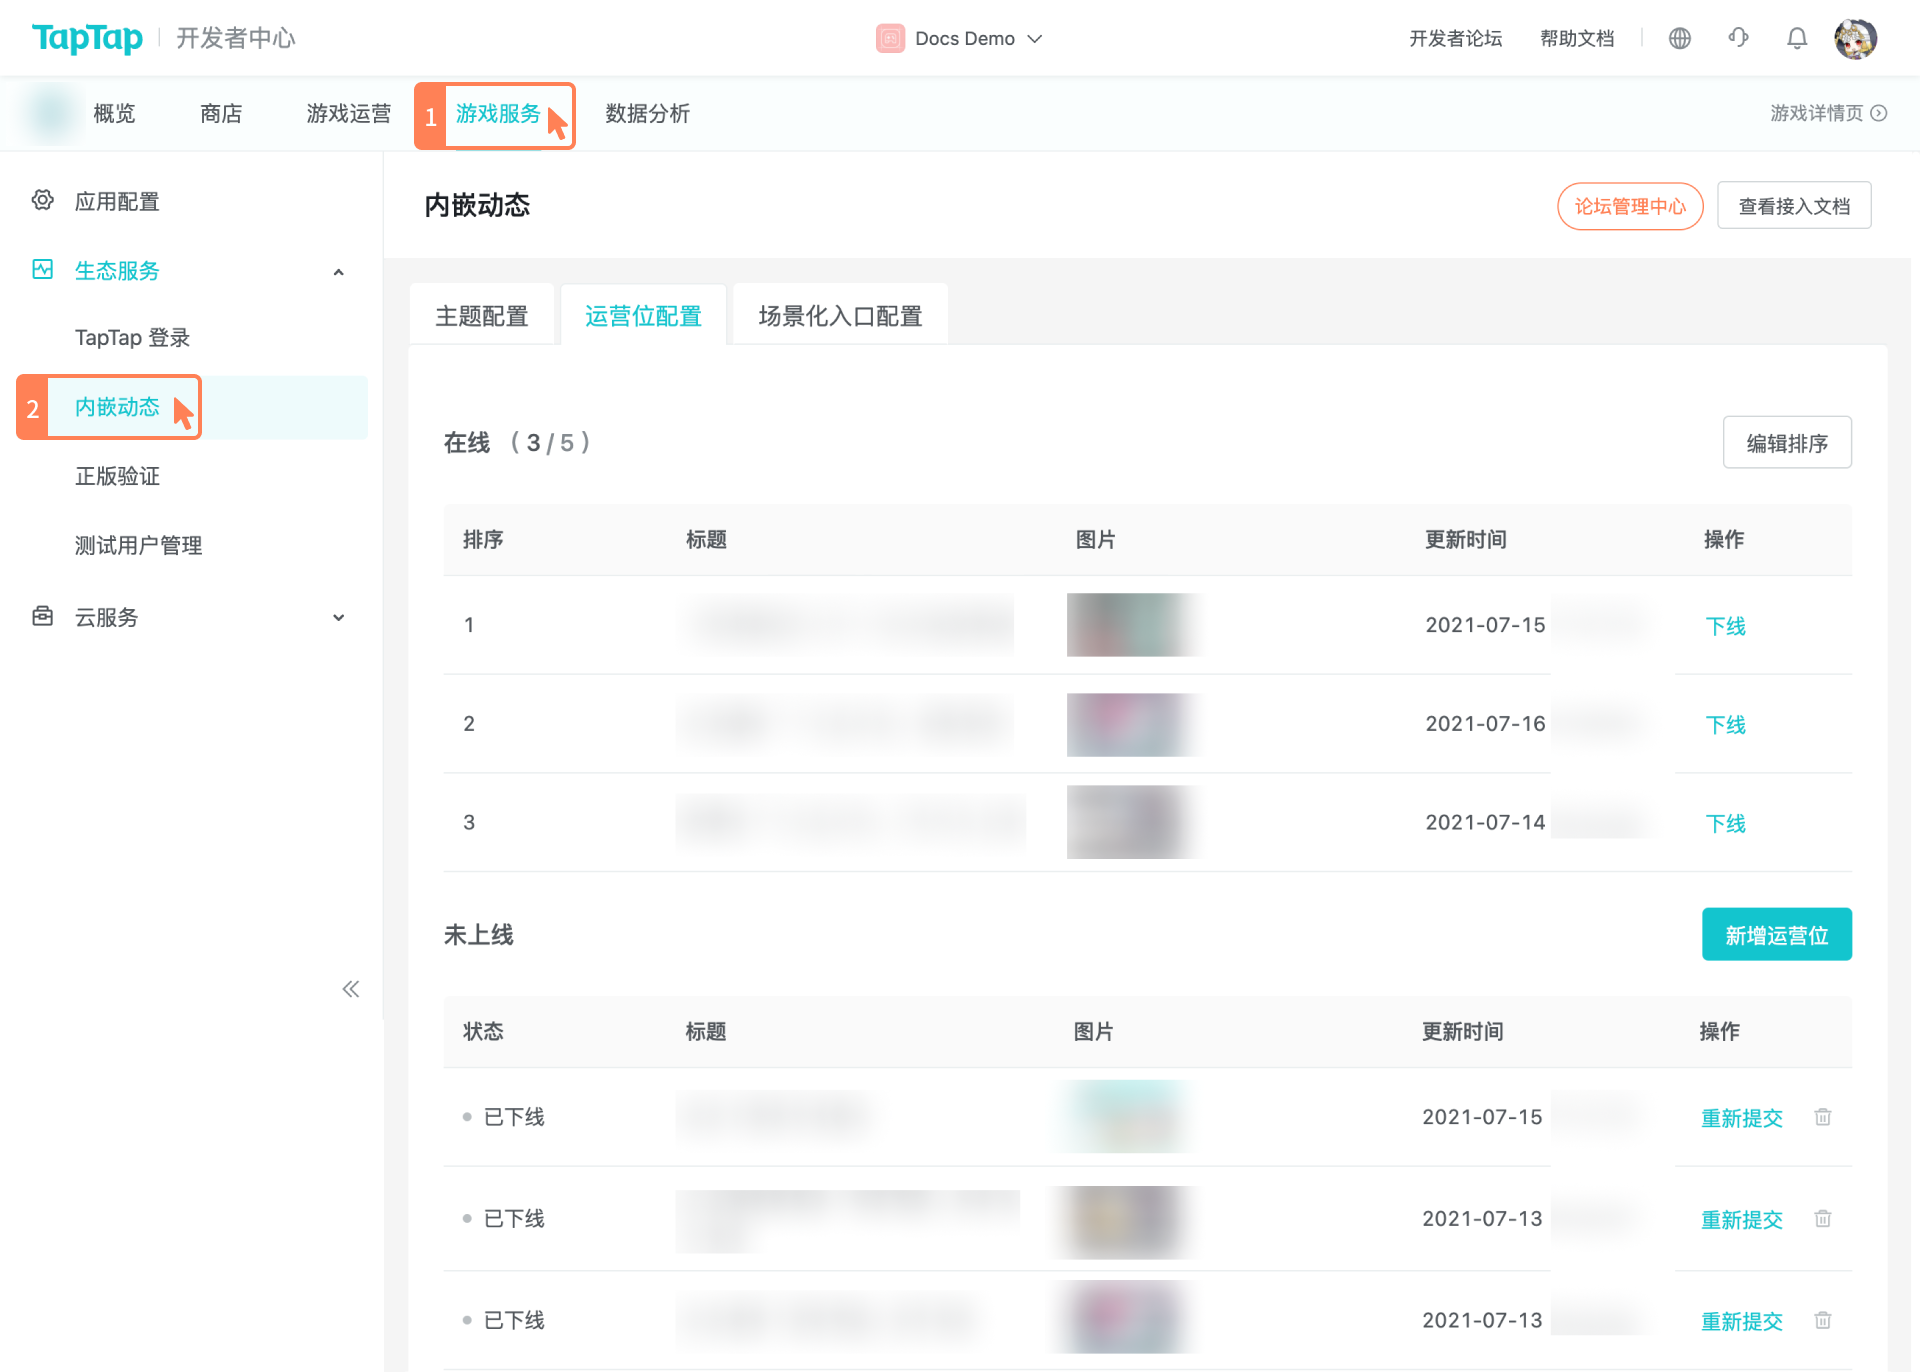 TapTap 开发者中心
Docs Demo
开发者论坛 帮助文档
概览 商店 游戏运营 1 游戏服务 数据分析
游戏详情页
应用配置
生态服务
TapTap 登录
2 内嵌动态
正版验证
测试用户管理
云服务
内嵌动态
论坛管理中心 查看接入文档
主题配置 运营位配置 场景化入口配置
在线 ( 3 / 5 )
编辑排序
排序 标题 图片 更新时间 操作
1 2021-07-15 下线
2 2021-07-16 下线
3 2021-07-14 下线
未上线
新增运营位
状态 标题 图片 更新时间 操作
已下线 2021-07-15 重新提交
已下线 2021-07-13 重新提交
已下线 2021-07-13 重新提交